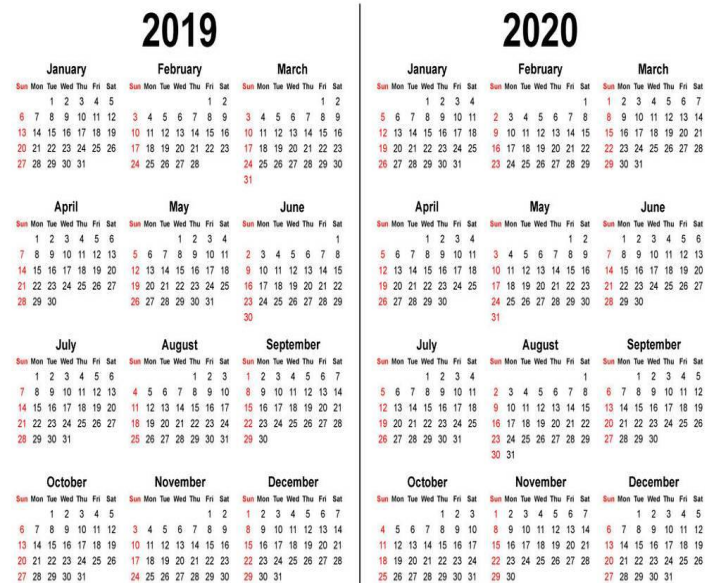 2019
January
Sun Mon Tue Wed Thu Fri Sat
1 2 3 4 5
6 7 8 9 10 11 12
13 14 15 16 17 18 19
20 21 22 23 24 25 26
27 28 29 30 31
February
Sun Mon Tue Wed Thu Fri Sat
1 2
3 4 5 6 7 8 9
10 11 12 13 14 15 16
17 18 19 20 21 22 23
24 25 26 27 28
March
Sun Mon Tue Wed Thu Fri Sat
1 2
3 4 5 6 7 8 9
10 11 12 13 14 15 16
17 18 19 20 21 22 23
24 25 26 27 28 29 30
31
April
Sun Mon Tue Wed Thu Fri Sat
1 2 3 4 5 6
7 8 9 10 11 12 13
14 15 16 17 18 19 20
21 22 23 24 25 26 27
28 29 30
May
Sun Mon Tue Wed Thu Fri Sat
1 2 3 4
5 6 7 8 9 10 11
12 13 14 15 16 17 18
19 20 21 22 23 24 25
26 27 28 29 30 31
June
Sun Mon Tue Wed Thu Fri Sat
1
2 3 4 5 6 7 8
9 10 11 12 13 14 15
16 17 18 19 20 21 22
23 24 25 26 27 28 29
30
July
Sun Mon Tue Wed Thu Fri Sat
1 2 3 4 5 6
7 8 9 10 11 12 13
14 15 16 17 18 19 20
21 22 23 24 25 26 27
28 29 30 31
August
Sun Mon Tue Wed Thu Fri Sat
1 2 3
4 5 6 7 8 9 10
11 12 13 14 15 16 17
18 19 20 21 22 23 24
25 26 27 28 29 30 31
September
Sun Mon Tue Wed Thu Fri Sat
1 2 3 4 5 6 7
8 9 10 11 12 13 14
15 16 17 18 19 20 21
22 23 24 25 26 27 28
29 30
October
Sun Mon Tue Wed Thu Fri Sat
1 2 3 4 5
6 7 8 9 10 11 12
13 14 15 16 17 18 19
20 21 22 23 24 25 26
27 28 29 30 31
November
Sun Mon Tue Wed Thu Fri Sat
1 2
3 4 5 6 7 8 9
10 11 12 13 14 15 16
17 18 19 20 21 22 23
24 25 26 27 28 29 30
December
Sun Mon Tue Wed Thu Fri Sat
1 2 3 4 5 6 7
8 9 10 11 12 13 14
15 16 17 18 19 20 21
22 23 24 25 26 27 28
29 30 31
2020
January
Sun Mon Tue Wed Thu Fri Sat
1 2 3 4
5 6 7 8 9 10 11
12 13 14 15 16 17 18
19 20 21 22 23 24 25
26 27 28 29 30 31
February
Sun Mon Tue Wed Thu Fri Sat
1
2 3 4 5 6 7 8
9 10 11 12 13 14 15
16 17 18 19 20 21 22
23 24 25 26 27 28 29
March
Sun Mon Tue Wed Thu Fri Sat
1 2 3 4 5 6 7
8 9 10 11 12 13 14
15 16 17 18 19 20 21
22 23 24 25 26 27 28
29 30 31
April
Sun Mon Tue Wed Thu Fri Sat
1 2 3 4
5 6 7 8 9 10 11
12 13 14 15 16 17 18
19 20 21 22 23 24 25
26 27 28 29 30
May
Sun Mon Tue Wed Thu Fri Sat
1 2
3 4 5 6 7 8 9
10 11 12 13 14 15 16
17 18 19 20 21 22 23
24 25 26 27 28 29 30
31
June
Sun Mon Tue Wed Thu Fri Sat
1 2 3 4 5 6
7 8 9 10 11 12 13
14 15 16 17 18 19 20
21 22 23 24 25 26 27
28 29 30
July
Sun Mon Tue Wed Thu Fri Sat
1 2 3 4
5 6 7 8 9 10 11
12 13 14 15 16 17 18
19 20 21 22 23 24 25
26 27 28 29 30 31
August
Sun Mon Tue Wed Thu Fri Sat
1
2 3 4 5 6 7 8
9 10 11 12 13 14 15
16 17 18 19 20 21 22
23 24 25 26 27 28 29
30 31
September
Sun Mon Tue Wed Thu Fri Sat
1 2 3 4 5
6 7 8 9 10 11 12
13 14 15 16 17 18 19
20 21 22 23 24 25 26
27 28 29 30
October
Sun Mon Tue Wed Thu Fri Sat
1 2 3
4 5 6 7 8 9 10
11 12 13 14 15 16 17
18 19 20 21 22 23 24
25 26 27 28 29 30 31
November
Sun Mon Tue Wed Thu Fri Sat
1 2 3 4 5 6 7
8 9 10 11 12 13 14
15 16 17 18 19 20 21
22 23 24 25 26 27 28
29 30
December
Sun Mon Tue Wed Thu Fri Sat
1 2 3 4 5
6 7 8 9 10 11 12
13 14 15 16 17 18 19
20 21 22 23 24 25 26
27 28 29 30 31